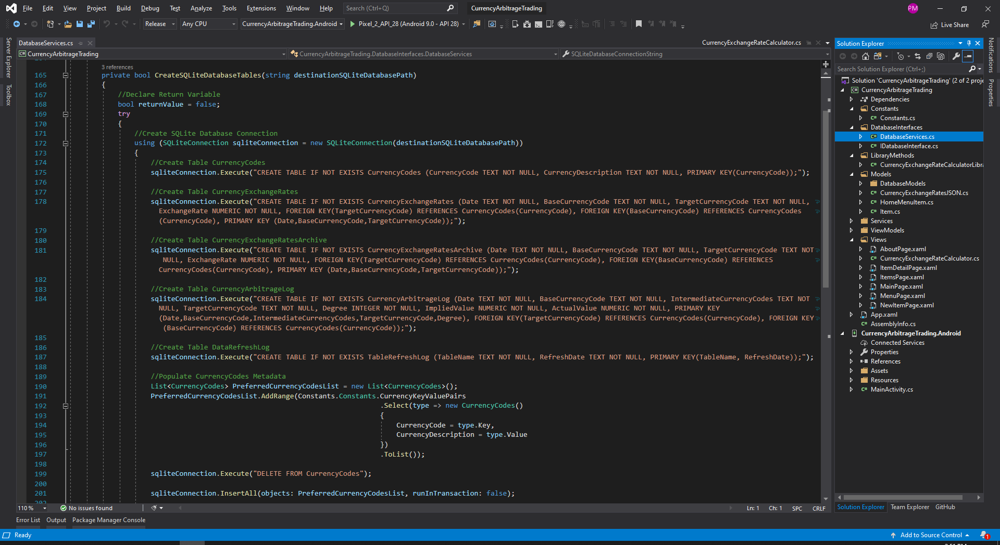 File Edit View Project Build Debug Test Analyze Tools Extensions Window Help Search (Ctrl+Q) CurrencyArbitrageTrading PM
Release Any CPU CurrencyArbitrageTrading.Android Pixel_2_API_28 (Android 9.0 - API 28) Live Share
Server Explorer
Toolbox
DatabaseServices.cs CurrencyExchangeRateCalculator.cs
C# CurrencyArbitrageTrading CurrencyArbitrageTrading.DatabaseInterfaces.DatabaseServices SQLiteDatabaseConnectionString
3 references
165 private bool CreateSQLiteDatabaseTables(string destinationSQLiteDatabasePath)
166 {
167 //Declare Return Variable
168 bool returnValue = false;
169 try
170 {
171 //Create SQLite Database Connection
172 using (SQLiteConnection sqliteConnection = new SQLiteConnection(destinationSQLiteDatabasePath))
173 {
174 //Create Table CurrencyCodes
175 sqliteConnection.Execute("CREATE TABLE IF NOT EXISTS CurrencyCodes (CurrencyCode TEXT NOT NULL, CurrencyDescription TEXT NOT NULL, PRIMARY KEY(CurrencyCode));");
176
177 //Create Table CurrencyExchangeRates
178 sqliteConnection.Execute("CREATE TABLE IF NOT EXISTS CurrencyExchangeRates (Date TEXT NOT NULL, BaseCurrencyCode TEXT NOT NULL, TargetCurrencyCode TEXT NOT NULL,
ExchangeRate NUMERIC NOT NULL, FOREIGN KEY(TargetCurrencyCode) REFERENCES CurrencyCodes(CurrencyCode), FOREIGN KEY(BaseCurrencyCode) REFERENCES CurrencyCodes
(CurrencyCode), PRIMARY KEY (Date,BaseCurrencyCode,TargetCurrencyCode));");
179
180 //Create Table CurrencyExchangeRatesArchive
181 sqliteConnection.Execute("CREATE TABLE IF NOT EXISTS CurrencyExchangeRatesArchive (Date TEXT NOT NULL, BaseCurrencyCode TEXT NOT NULL, TargetCurrencyCode TEXT NOT
NULL, ExchangeRate NUMERIC NOT NULL, FOREIGN KEY(TargetCurrencyCode) REFERENCES CurrencyCodes(CurrencyCode), FOREIGN KEY(BaseCurrencyCode) REFERENCES
CurrencyCodes(CurrencyCode), PRIMARY KEY (Date,BaseCurrencyCode,TargetCurrencyCode));");
182
183 //Create Table CurrencyArbitrageLog
184 sqliteConnection.Execute("CREATE TABLE IF NOT EXISTS CurrencyArbitrageLog (Date TEXT NOT NULL, BaseCurrencyCode TEXT NOT NULL, IntermediateCurrencyCodes TEXT NOT
NULL, TargetCurrencyCode TEXT NOT NULL, Degree INTEGER NOT NULL, ImpliedValue NUMERIC NOT NULL, ActualValue NUMERIC NOT NULL, PRIMARY KEY
(Date,BaseCurrencyCode,IntermediateCurrencyCodes,TargetCurrencyCode,Degree), FOREIGN KEY(TargetCurrencyCode) REFERENCES CurrencyCodes(CurrencyCode), FOREIGN KEY
(BaseCurrencyCode) REFERENCES CurrencyCodes(CurrencyCode));");
185
186 //Create Table DataRefreshLog
187 sqliteConnection.Execute("CREATE TABLE IF NOT EXISTS TableRefreshLog (TableName TEXT NOT NULL, RefreshDate TEXT NOT NULL, PRIMARY KEY(TableName, RefreshDate));");
188
189 //Populate CurrencyCodes Metadata
190 List<CurrencyCodes> PreferredCurrencyCodesList = new List<CurrencyCodes>();
191 PreferredCurrencyCodesList.AddRange(Constants.Constants.CurrencyKeyValuePairs
192 .Select(type => new CurrencyCodes()
193 {
194 CurrencyCode = type.Key,
195 CurrencyDescription = type.Value
196 })
197 .ToList());
198
199 sqliteConnection.Execute("DELETE FROM CurrencyCodes");
200
201 sqliteConnection.InsertAll(objects: PreferredCurrencyCodesList, runInTransaction: false);
110 % No issues found Ln: 1 Ch: 1 SPC CRLF
Error List Output Package Manager Console
Ready Add to Source Control 1
Solution Explorer
Search Solution Explorer (Ctrl+;)
Solution 'CurrencyArbitrageTrading' (2 of 2 proje
C# CurrencyArbitrageTrading
Dependencies
Constants
C# Constants.cs
DatabaseInterfaces
C# DatabaseServices.cs
C# IDatabaseInterface.cs
LibraryMethods
C# CurrencyExchangeRateCalculatorLibra
Models
DatabaseModels
C# CurrencyExchangeRatesJSON.cs
C# HomeMenuItem.cs
C# Item.cs
Services
ViewModels
Views
AboutPage.xaml
C# CurrencyExchangeRateCalculator.cs
ItemDetailPage.xaml
ItemsPage.xaml
MainPage.xaml
MenuPage.xaml
NewItemPage.xaml
App.xaml
C# AssemblyInfo.cs
CurrencyArbitrageTrading.Android
Connected Services
Properties
References
Assets
Resources
C# MainActivity.cs
Solution Explorer Team Explorer GitHub
Notifications
Properties